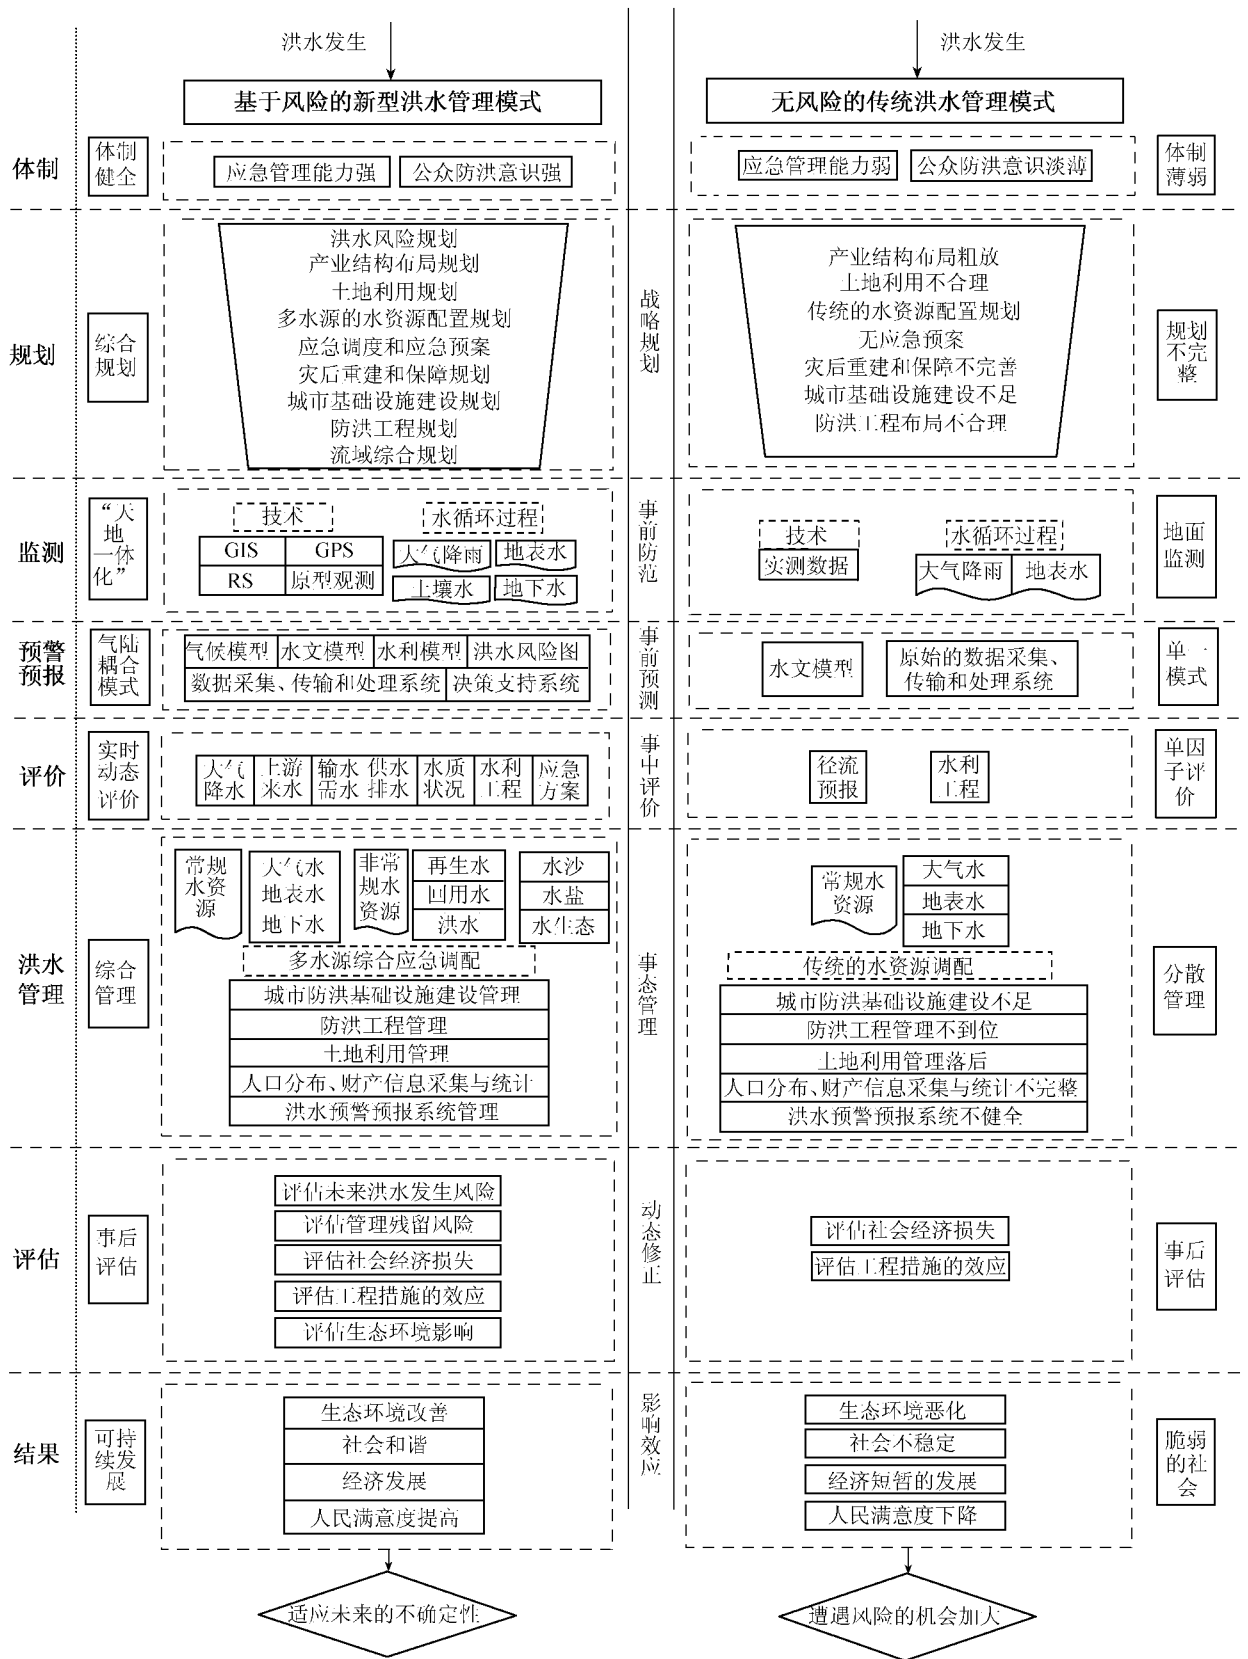 洪水发生
洪水发生
基于风险的新型洪水管理模式
无风险的传统洪水管理模式
体制
体制
健全
应急管理能力强
公众防洪意识强
应急管理能力弱
公众防洪意识淡薄
体制
薄弱
规划
综合
规划
洪水风险规划
产业结构布局规划
土地利用规划
多水源的水资源配置规划
应急调度和应急预案
灾后重建和保障规划
城市基础设施建设规划
防洪工程规划
流域综合规划
战略规划
产业结构布局粗放
土地利用不合理
传统的水资源配置规划
无应急预案
灾后重建和保障不完善
城市基础设施建设不足
防洪工程布局不合理
规划
不完
整
监测
“天
地
一体
化”
技术
GIS
GPS
RS
原型观测
水循环过程
大气降雨
地表水
土壤水
地下水
事前防范
技术
实测数据
水循环过程
大气降雨
地表水
地面
监测
预警
预报
气陆
耦合
模式
气候模型
水文模型
水利模型
洪水风险图
数据采集、传输和处理系统
决策支持系统
事前预测
水文模型
原始的数据采集、
传输和处理系统
单一
模式
评价
实时
动态
评价
大气
降水
上游
来水
输水 供水
需水 排水
水质
状况
水利
工程
应急
方案
事中评价
径流
预报
水利
工程
单因
子评
价
洪水
管理
综合
管理
常规
水资
源
大气水
地表水
地下水
非常
规水
资源
再生水
回用水
洪水
水沙
水盐
水生态
多水源综合应急调配
城市防洪基础设施建设管理
防洪工程管理
土地利用管理
人口分布、财产信息采集与统计
洪水预警预报系统管理
事态管理
常规水
资源
大气水
地表水
地下水
传统的水资源调配
城市防洪基础设施建设不足
防洪工程管理不到位
土地利用管理落后
人口分布、财产信息采集与统计不完整
洪水预警预报系统不健全
分散
管理
评估
事后
评估
评估未来洪水发生风险
评估管理残留风险
评估社会经济损失
评估工程措施的效应
评估生态环境影响
动态修正
评估社会经济损失
评估工程措施的效应
事后
评估
结果
可持
续发
展
生态环境改善
社会和谐
经济发展
人民满意度提高
影响效应
生态环境恶化
社会不稳定
经济短暂的发展
人民满意度下降
脆弱
的社
会
适应未来的不确定性
遭遇风险的机会加大